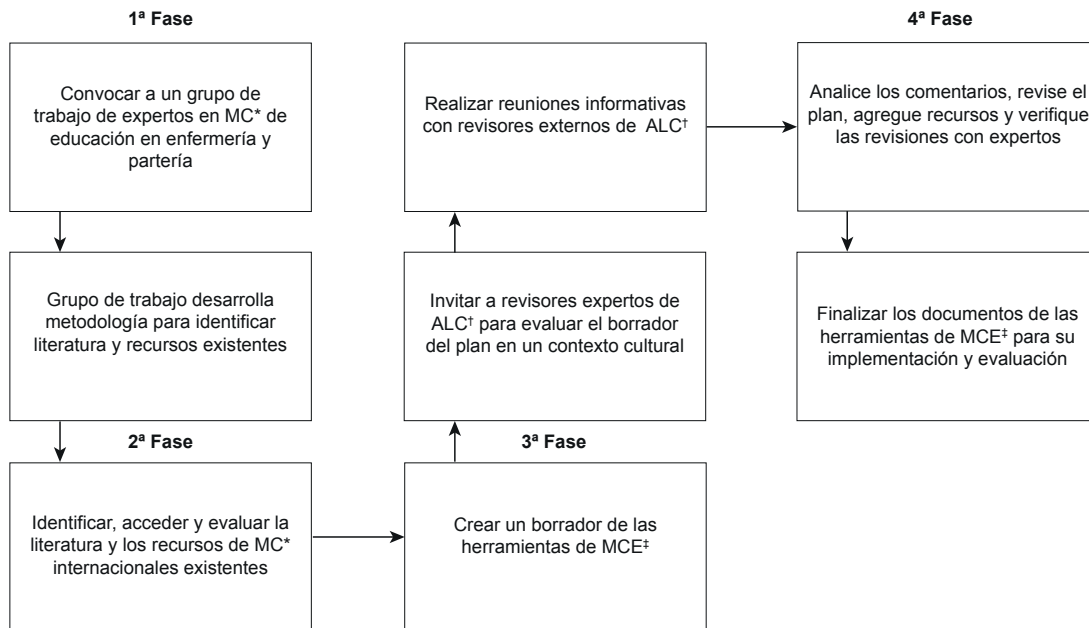 1ª Fase
Convocar a un grupo de
trabajo de expertos en MC* de
educación en enfermería y
partería
Grupo de trabajo desarrolla
metodología para identificar
literatura y recursos existentes
2ª Fase
Identificar, acceder y evaluar la
literatura y los recursos de MC*
internacionales existentes
3ª Fase
Crear un borrador de las
herramientas de MCE‡
Invitar a revisores expertos de
ALC† para evaluar el borrador
del plan en un contexto cultural
Realizar reuniones informativas
con revisores externos de ALC†
4ª Fase
Analice los comentarios, revise el
plan, agregue recursos y verifique
las revisiones con expertos
Finalizar los documentos de las
herramientas de MCE‡ para su
implementación y evaluación